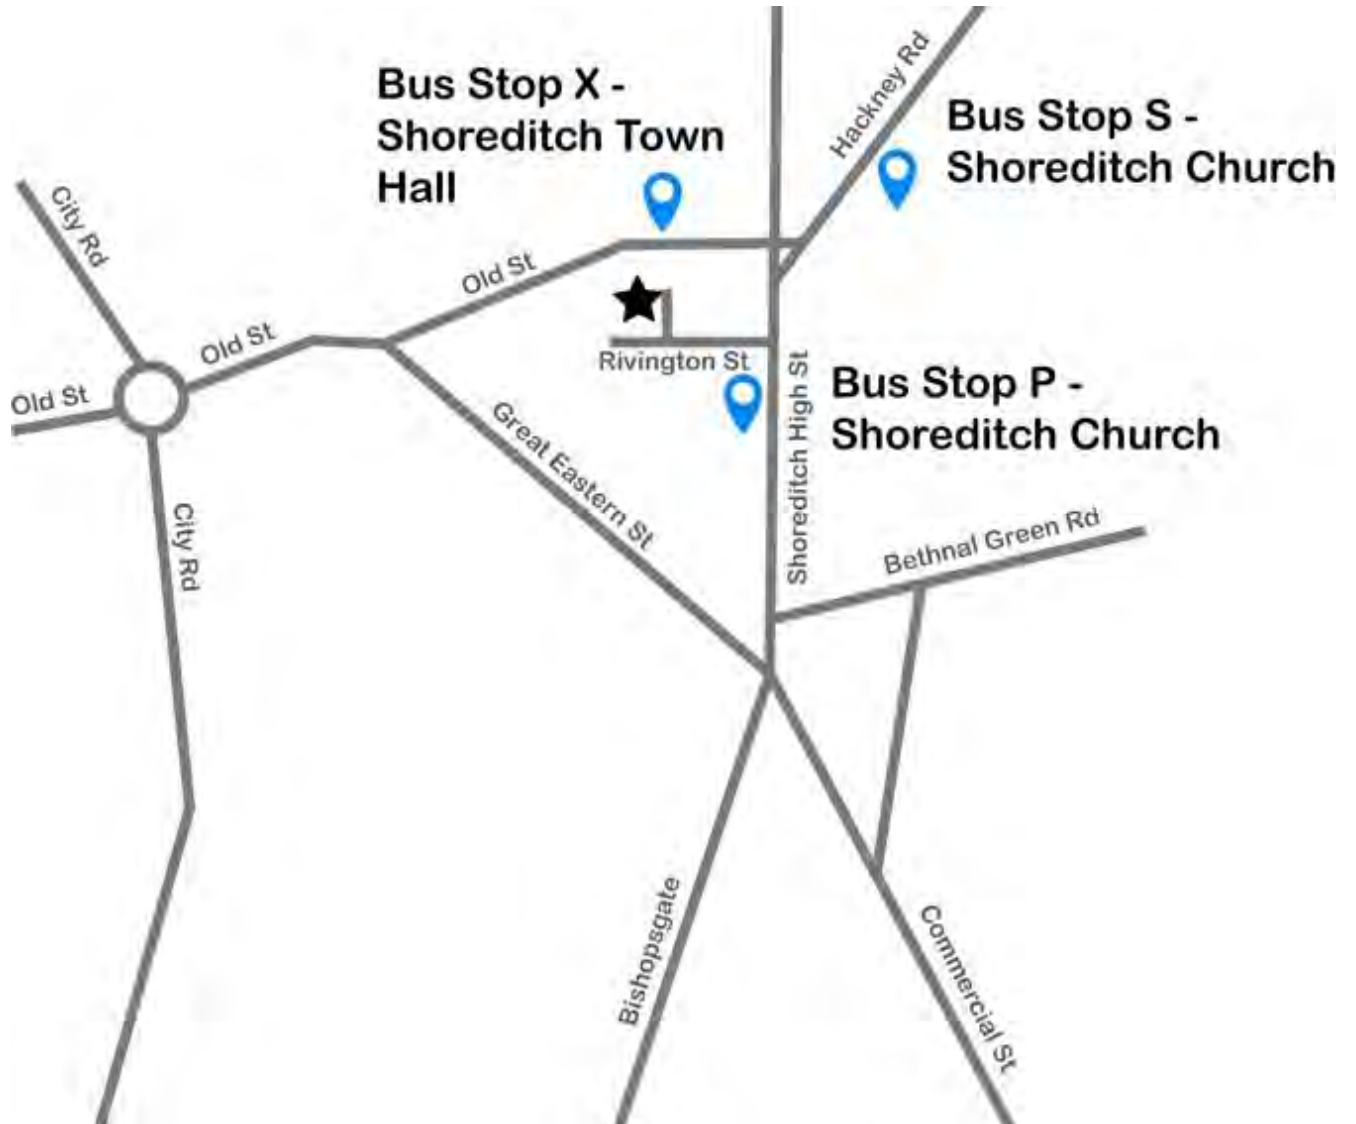 Bus Stop X -
Shoreditch Town
Hall
Hackney Rd
Bus Stop S -
Shoreditch Church
City Rd
Old St
Old St
Old St
Rivington St
Bus Stop P -
Shoreditch Church
Shoreditch High St
Great Eastern St
City Rd
Bethnal Green Rd
Bishopsgate
Commercial St